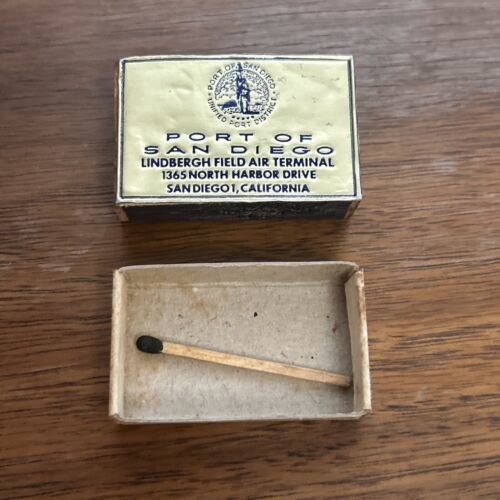 PORT OF SAN DIEGO
UNIFIED PORT DISTRICT
PORT OF
SAN DIEGO
LINDBERGH FIELD AIR TERMINAL
1365 NORTH HARBOR DRIVE
SAN DIEGO 1, CALIFORNIA